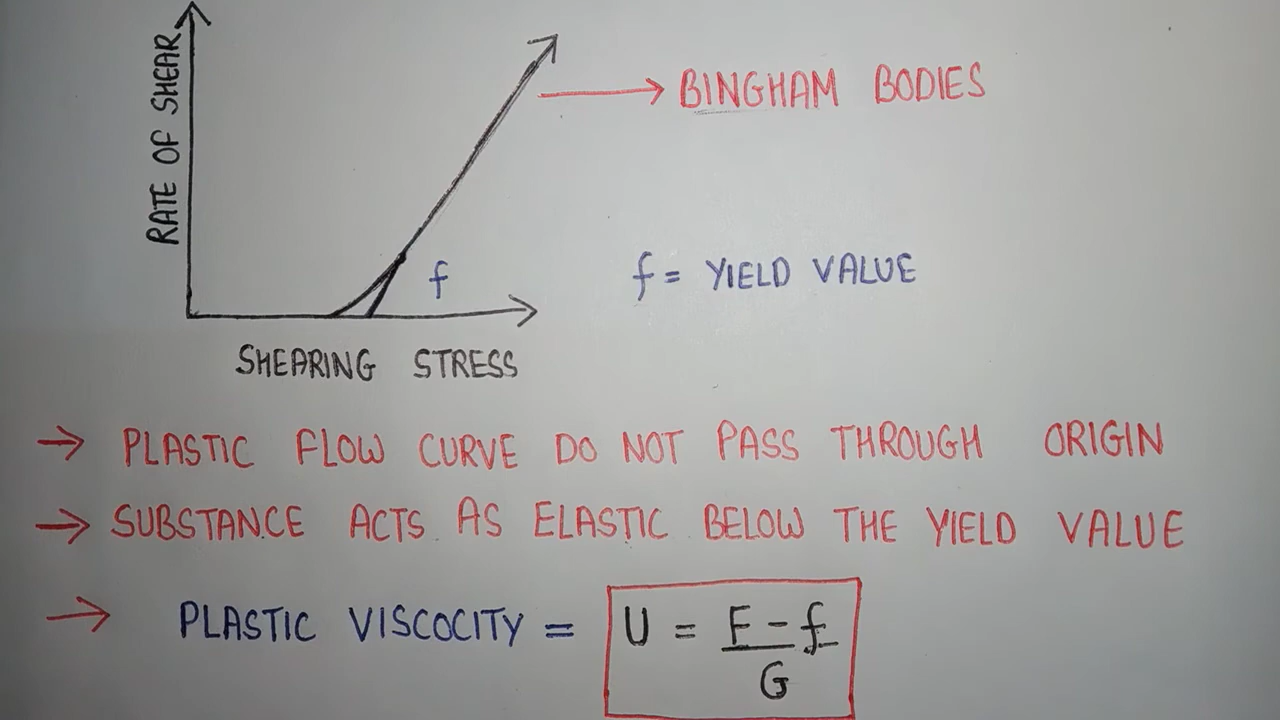 RATE OF SHEAR
BINGHAM BODIES
f
f = YIELD VALUE
SHEARING STRESS
→ PLASTIC FLOW CURVE DO NOT PASS THROUGH ORIGIN
→ SUBSTANCE ACTS AS ELASTIC BELOW THE YIELD VALUE
→ PLASTIC VISCOCITY = U = F - f
G